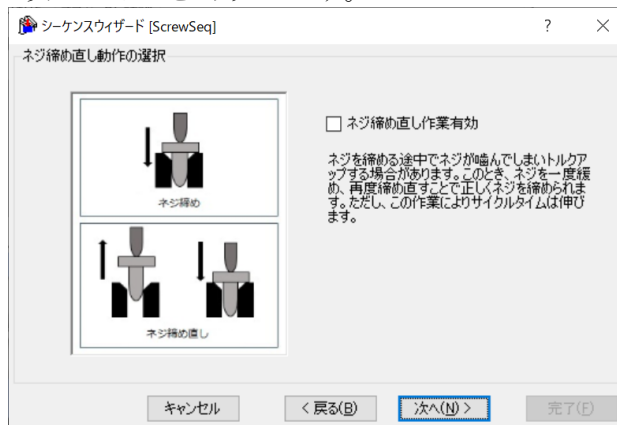 シーケンスウィザード [ScrewSeq]
? ×
ネジ締め直し動作の選択
ネジ締め
ネジ締め直し
ネジ締め直し作業有効
ネジを締める途中でネジが噛んでしまいトルクア
ップする場合があります。このとき、ネジを一度緩
め、再度締め直すことで正しくネジを締められま
す。ただし、この作業によりサイクルタイムは伸び
ます。
キャンセル
< 戻る(B)
次へ(N) >
完了(F)